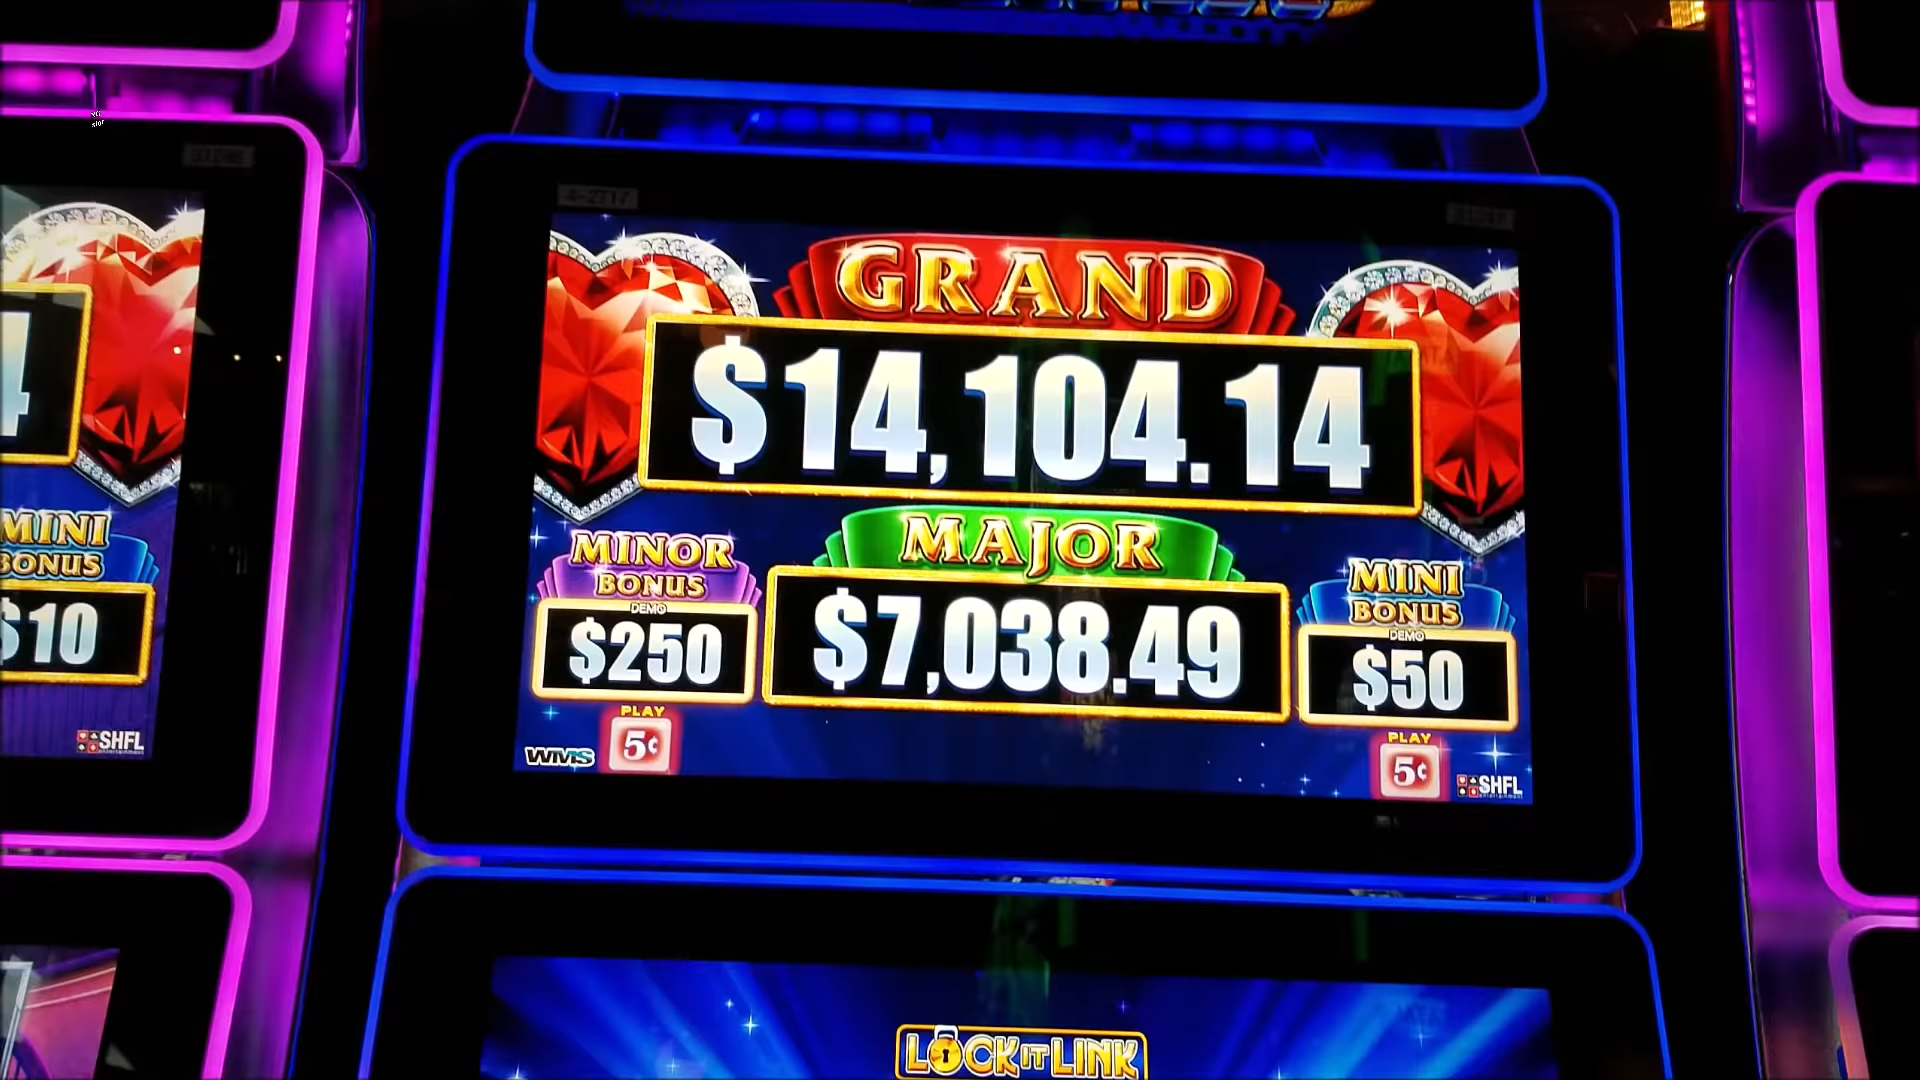 GRAND
$14,104.14
MINOR
BONUS
DEMO
$250
PLAY
5¢
MAJOR
$7,038.49
MINI
BONUS
DEMO
$50
PLAY
5¢
WMS
SHFL
4
MINI
BONUS
$10
SHFL
LOCK IT LINK